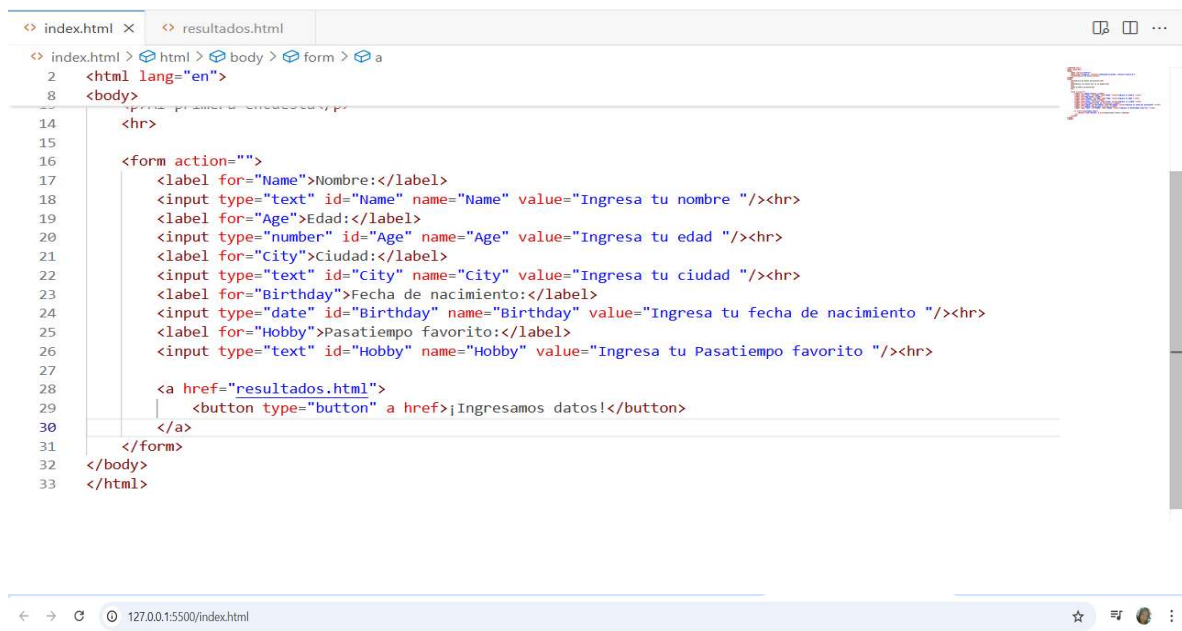 index.html resultados.html
index.html > html > body > form > a
2 <html lang="en">
8 <body>
14 <hr>
15
16 <form action="">
17 <label for="Name">Nombre:</label>
18 <input type="text" id="Name" name="Name" value="Ingresa tu nombre "/><hr>
19 <label for="Age">Edad:</label>
20 <input type="number" id="Age" name="Age" value="Ingresa tu edad "/><hr>
21 <label for="City">Ciudad:</label>
22 <input type="text" id="City" name="City" value="Ingresa tu ciudad "/><hr>
23 <label for="Birthday">Fecha de nacimiento:</label>
24 <input type="date" id="Birthday" name="Birthday" value="Ingresa tu fecha de nacimiento "/><hr>
25 <label for="Hobby">Pasatiempo favorito:</label>
26 <input type="text" id="Hobby" name="Hobby" value="Ingresa tu Pasatiempo favorito "/><hr>
27
28 <a href="resultados.html">
29 <button type="button" a href>¡Ingresamos datos!</button>
30 </a>
31 </form>
32 </body>
33 </html>
127.0.0.1:5500/index.html